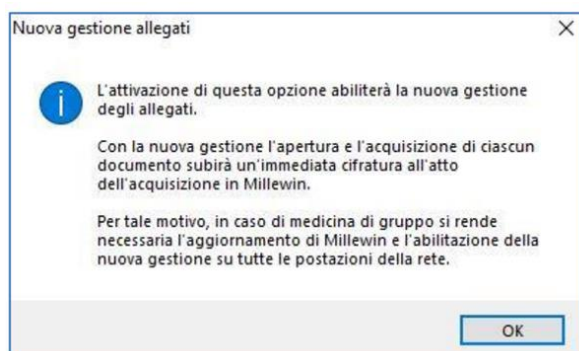 Nuova gestione allegati
L'attivazione di questa opzione abiliterà la nuova gestione
degli allegati.
Con la nuova gestione l'apertura e l'acquisizione di ciascun
documento subirà un'immediata cifratura all'atto
dell'acquisizione in Millewin.
Per tale motivo, in caso di medicina di gruppo si rende
necessaria l'aggiornamento di Millewin e l'abilitazione della
nuova gestione su tutte le postazioni della rete.
OK